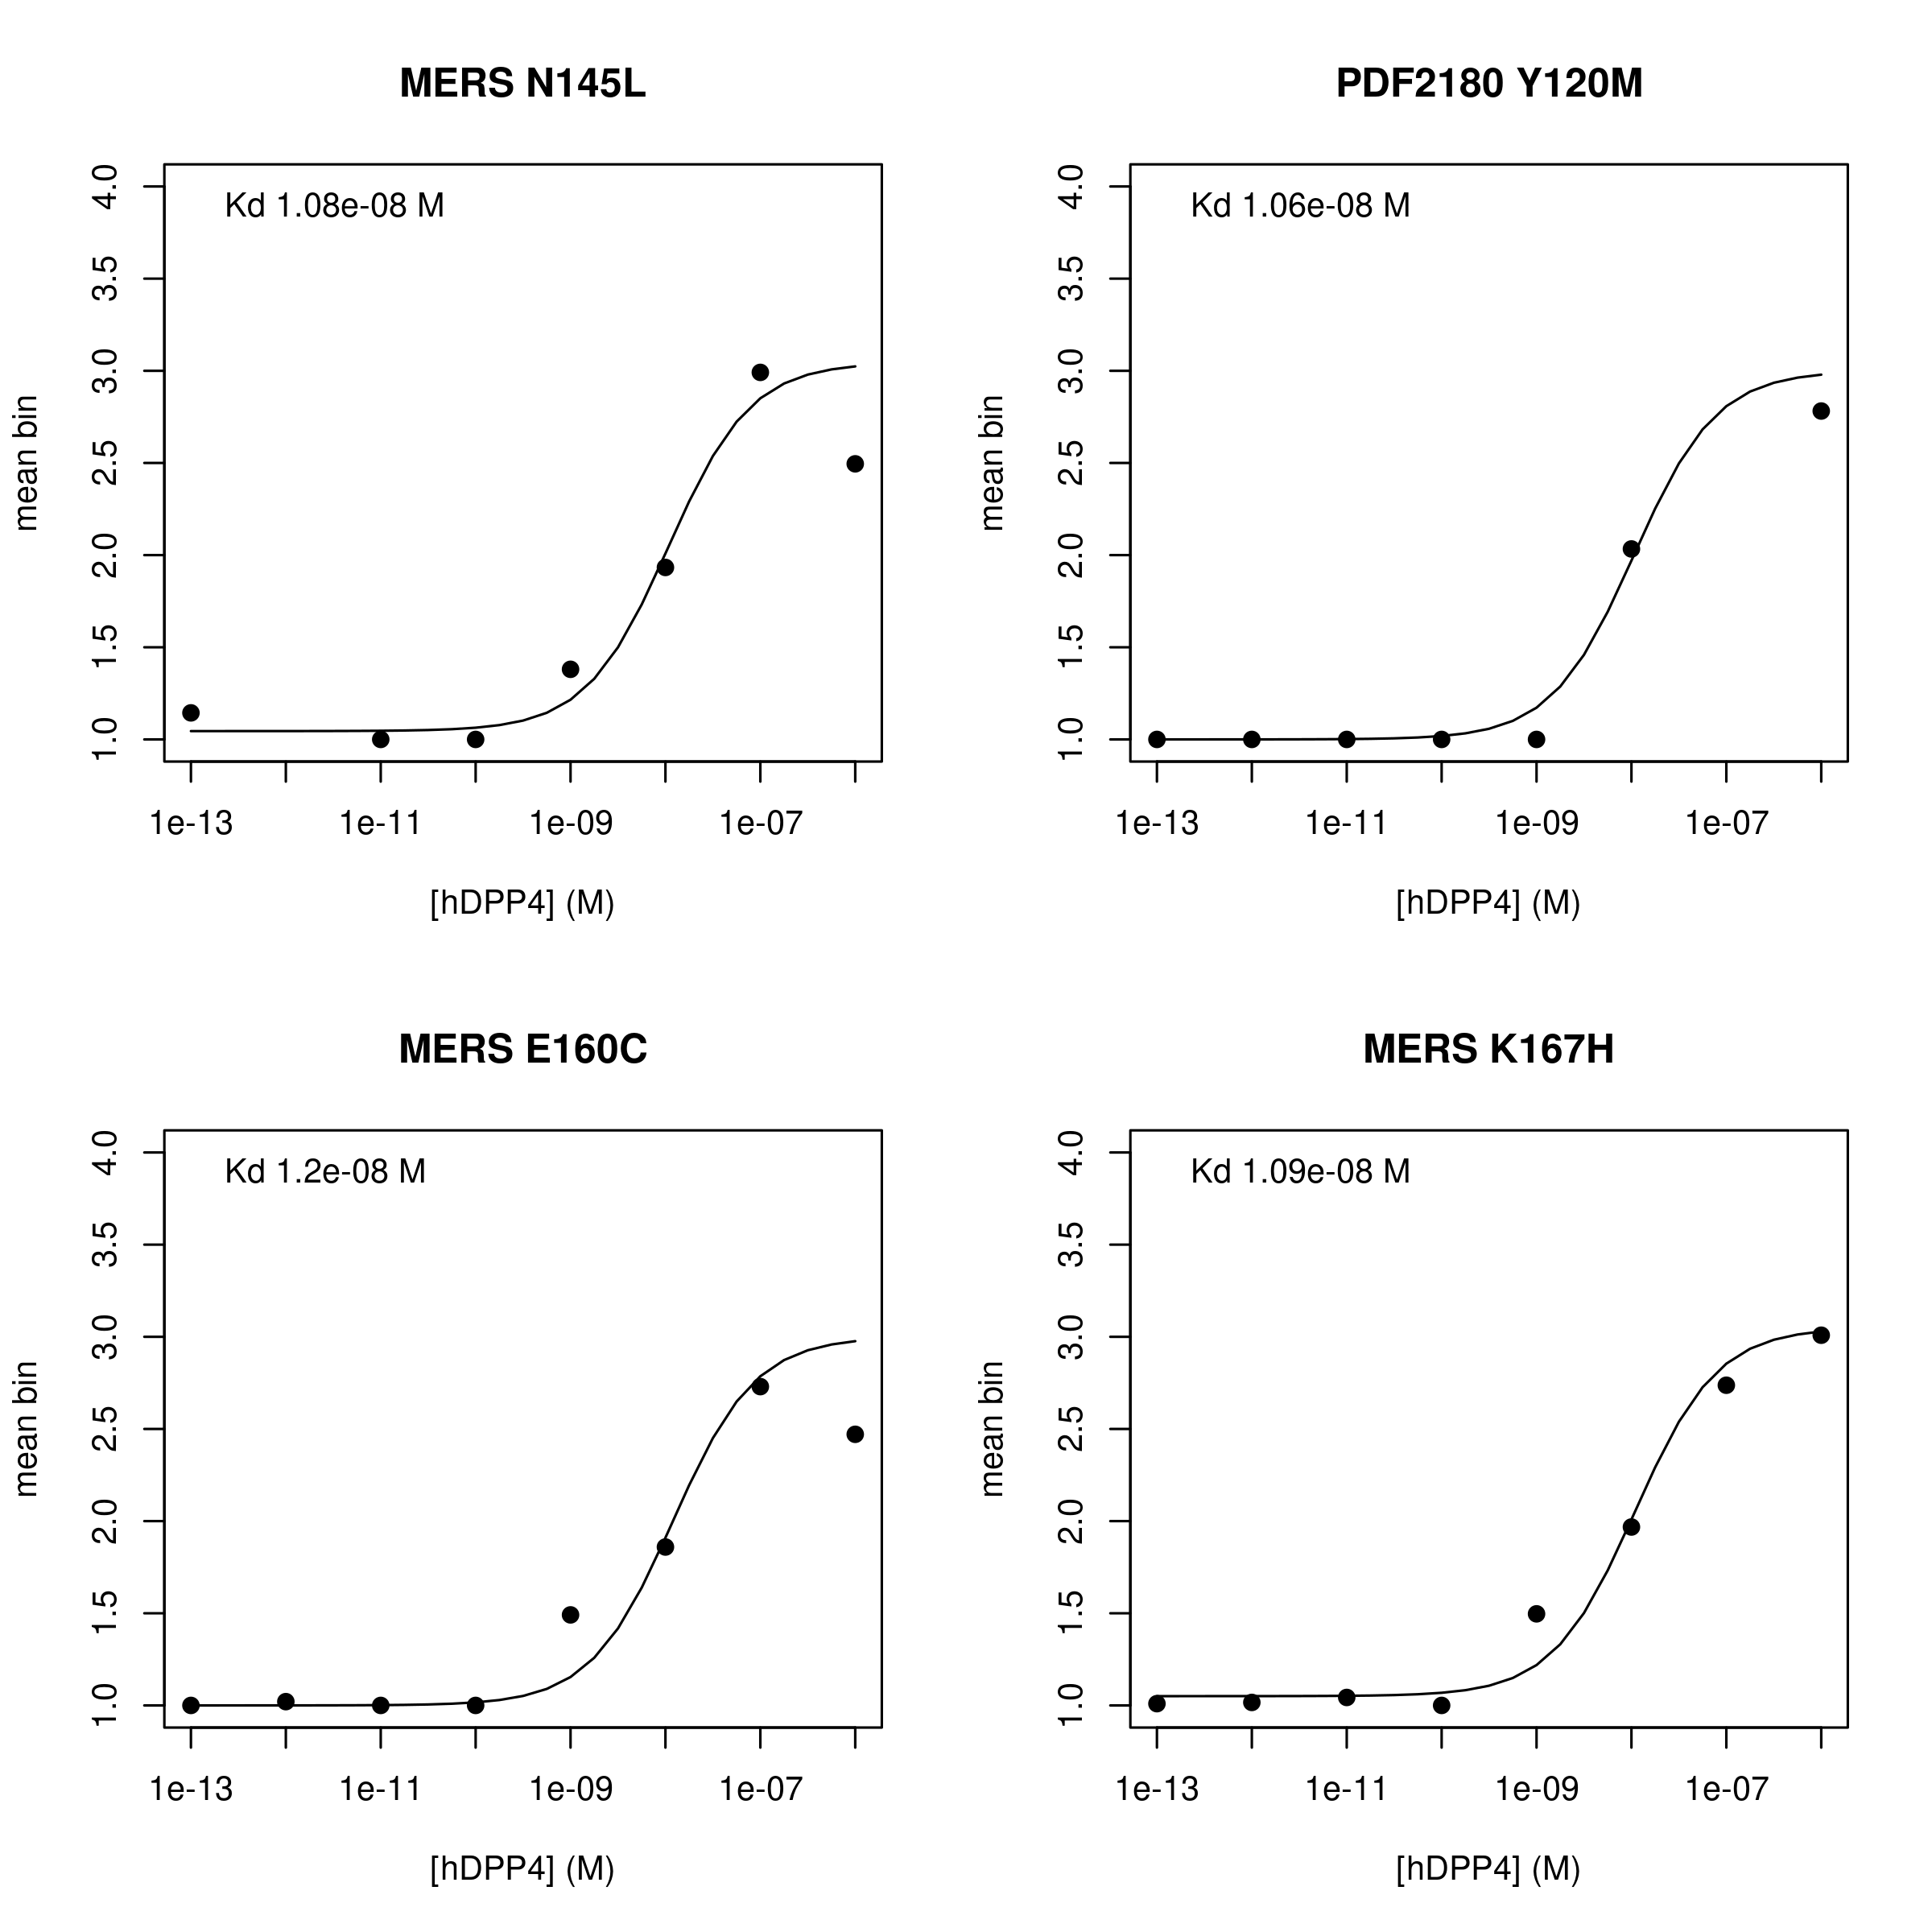 MERS N145L
Kd 1.08e-08 M
mean bin
4.0
3.5
3.0
2.5
2.0
1.5
1.0
1e-13 1e-11 1e-09 1e-07
[hDPP4] (M)
PDF2180 Y120M
Kd 1.06e-08 M
mean bin
4.0
3.5
3.0
2.5
2.0
1.5
1.0
1e-13 1e-11 1e-09 1e-07
[hDPP4] (M)
MERS E160C
Kd 1.2e-08 M
mean bin
4.0
3.5
3.0
2.5
2.0
1.5
1.0
1e-13 1e-11 1e-09 1e-07
[hDPP4] (M)
MERS K167H
Kd 1.09e-08 M
mean bin
4.0
3.5
3.0
2.5
2.0
1.5
1.0
1e-13 1e-11 1e-09 1e-07
[hDPP4] (M)